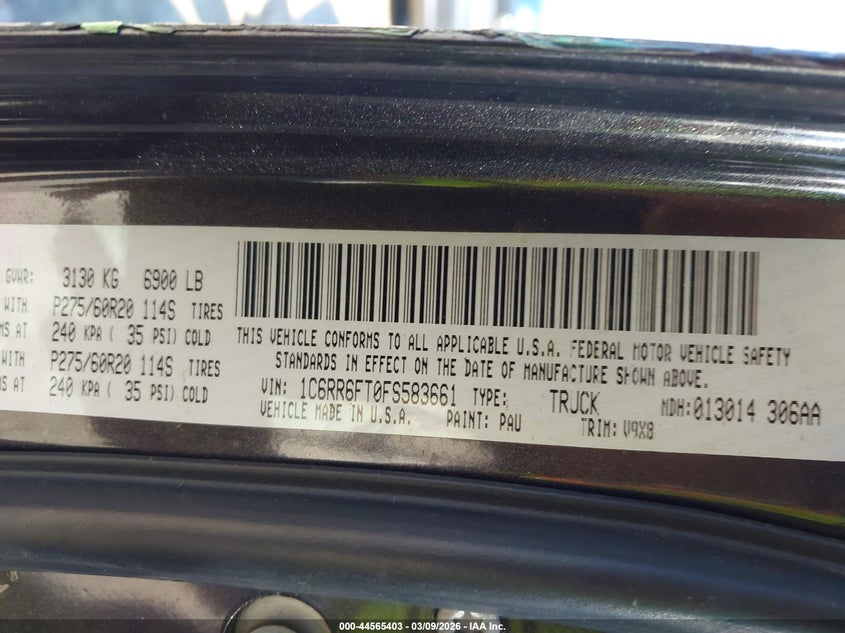 GVWR: 3130 KG 6900 LB
WITH P275/60R20 114S TIRES
MS AT 240 KPA ( 35 PSI) COLD
WITH P275/60R20 114S TIRES
MS AT 240 KPA ( 35 PSI) COLD
THIS VEHICLE CONFORMS TO ALL APPLICABLE U.S.A. FEDERAL MOTOR VEHICLE SAFETY
STANDARDS IN EFFECT ON THE DATE OF MANUFACTURE SHOWN ABOVE.
VIN: 1C6RR6FT0FS583661 TYPE: TRUCK MDH:013014 306AA
VEHICLE MADE IN U.S.A. PAINT: PAU TRIM: V9X8
000-44565403 — 03/09/2026 — IAA Inc.